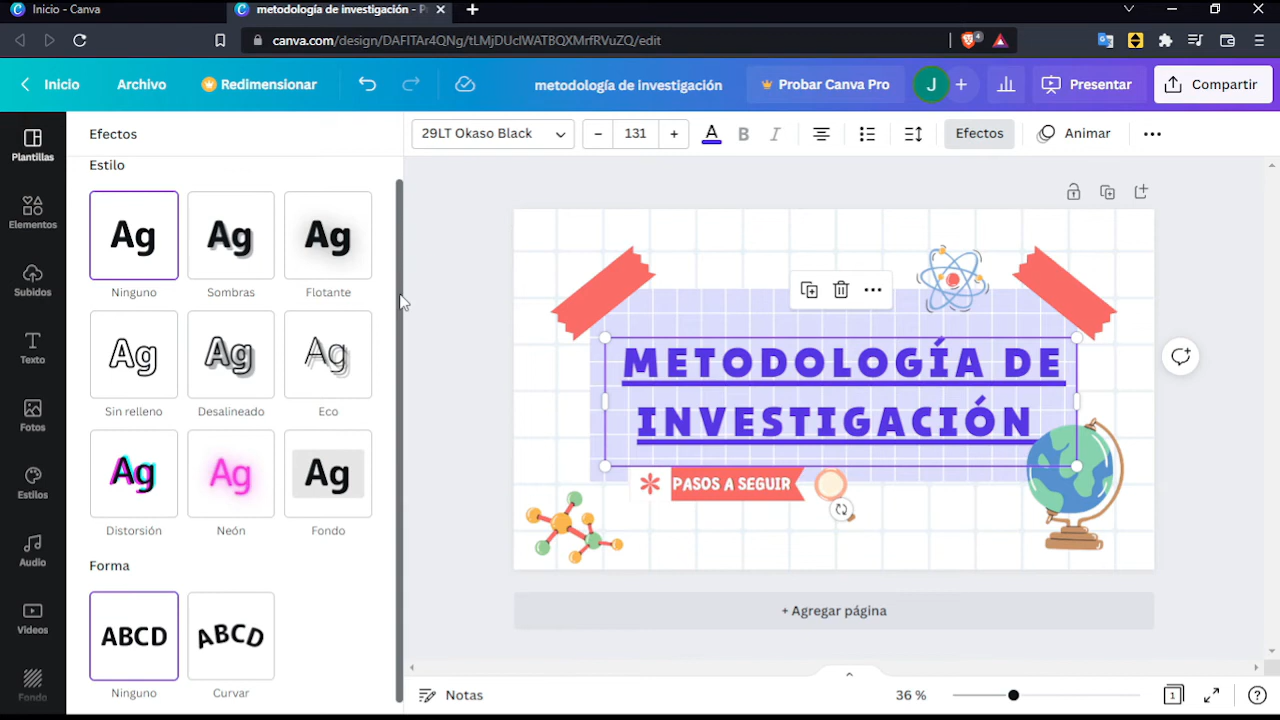 Inicio - Canva
metodología de investigación - P
canva.com/design/DAFITAr4QNg/tLMjDUclWATBQXMrfRVuZQ/edit
4
Inicio
Archivo
Redimensionar
metodología de investigación
Probar Canva Pro
J
Presentar
Compartir
Plantillas
Elementos
Subidos
Texto
Fotos
Estilos
Audio
Videos
Fondo
Efectos
29LT Okaso Black
131
A
B
I
Efectos
Animar
Estilo
Ag
Ag
Ag
Ninguno
Sombras
Flotante
Ag
Ag
Ag
Sin relleno
Desalineado
Eco
Ag
Ag
Ag
Distorsión
Neón
Fondo
Forma
ABCD
ABCD
Ninguno
Curvar
METODOLOGÍA DE
INVESTIGACIÓN
PASOS A SEGUIR
+ Agregar página
Notas
36 %
1